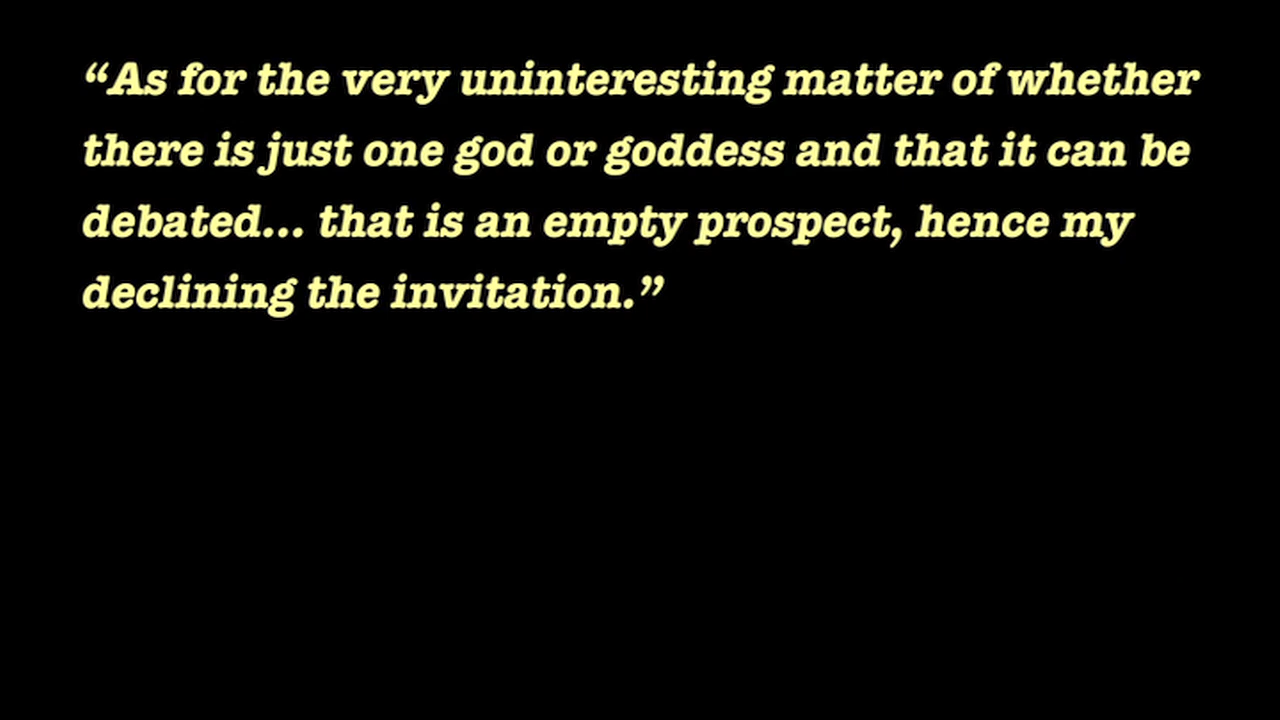 “As for the very uninteresting matter of whether
there is just one god or goddess and that it can be
debated... that is an empty prospect, hence my
declining the invitation.”